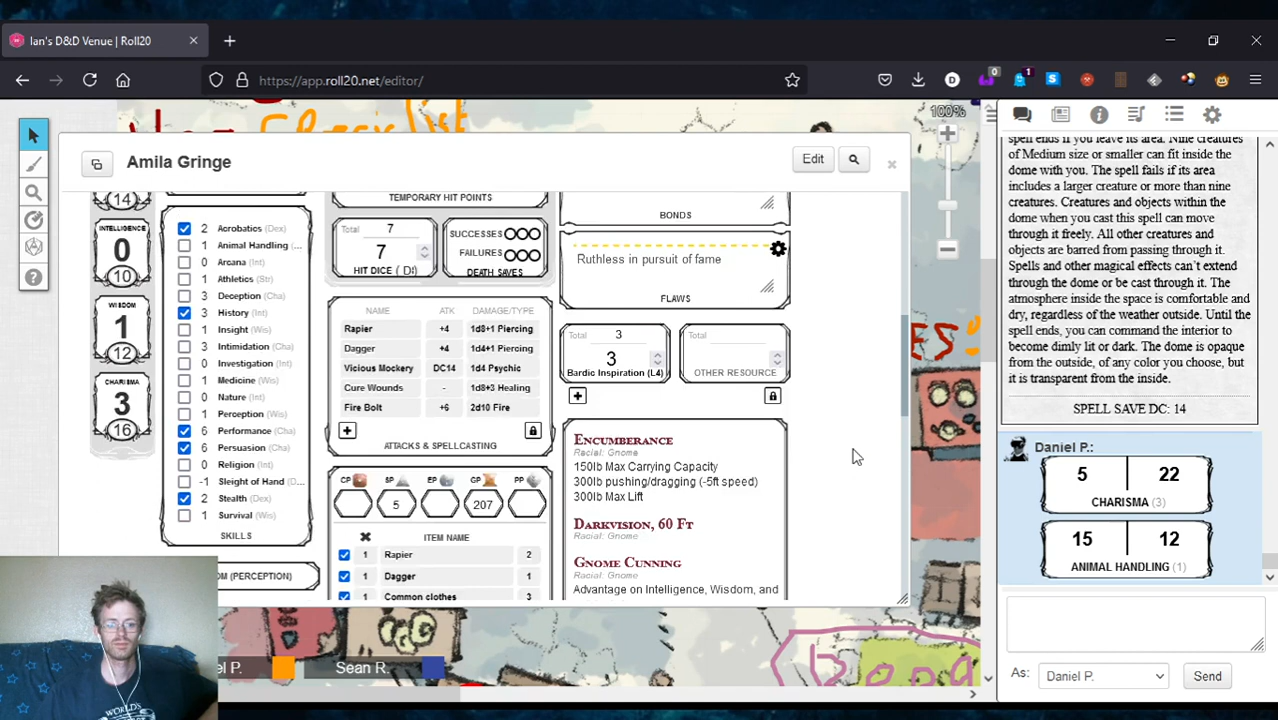 Ian's D&D Venue | Roll20
https://app.roll20.net/editor/
0
1
100%
Amila Gringe
Edit
14
INTELLIGENCE
0
10
WISDOM
1
12
CHARISMA
3
16
2 Acrobatics (Dex)
1 Animal Handling (...
0 Arcana (Int)
1 Athletics (Str)
3 Deception (Cha)
3 History (Int)
1 Insight (Wis)
3 Intimidation (Cha)
0 Investigation (Int)
1 Medicine (Wis)
0 Nature (Int)
1 Perception (Wis)
6 Performance (Cha)
6 Persuasion (Cha)
0 Religion (Int)
-1 Sleight of Hand (D...
2 Stealth (Dex)
1 Survival (Wis)
SKILLS
OM (PERCEPTION)
TEMPORARY HIT POINTS
Total 7
7
HIT DICE (
SUCCESSES
FAILURES
DEATH SAVES
NAME ATK DAMAGE/TYPE
Rapier +4 1d8+1 Piercing
Dagger +4 1d4+1 Piercing
Vicious Mockery DC14 1d4 Psychic
Cure Wounds - 1d8+3 Healing
Fire Bolt +6 2d10 Fire
ATTACKS & SPELLCASTING
CP SP EP GP PP
5 207
ITEM NAME
1 Rapier 2
1 Dagger 1
1 Common clothes 3
BONDS
Ruthless in pursuit of fame
FLAWS
Total 3
3
Bardic Inspiration (L4)
Total
OTHER RESOURCE
ENCUMBERANCE
Racial: Gnome
150lb Max Carrying Capacity
300lb pushing/dragging (-5ft speed)
300lb Max Lift
DARKVISION, 60 FT
Racial: Gnome
GNOME CUNNING
Racial: Gnome
Advantage on Intelligence, Wisdom, and
el P.
Sean R.
spell ends if you leave its area. Nine creatures
of Medium size or smaller can fit inside the
dome with you. The spell fails if its area
includes a larger creature or more than nine
creatures. Creatures and objects within the
dome when you cast this spell can move
through it freely. All other creatures and
objects are barred from passing through it.
Spells and other magical effects can't extend
through the dome or be cast through it. The
atmosphere inside the space is comfortable and
dry, regardless of the weather outside. Until the
spell ends, you can command the interior to
become dimly lit or dark. The dome is opaque
from the outside, of any color you choose, but
it is transparent from the inside.
SPELL SAVE DC: 14
Daniel P.:
5 22
CHARISMA (3)
15 12
ANIMAL HANDLING (1)
As: Daniel P. Send